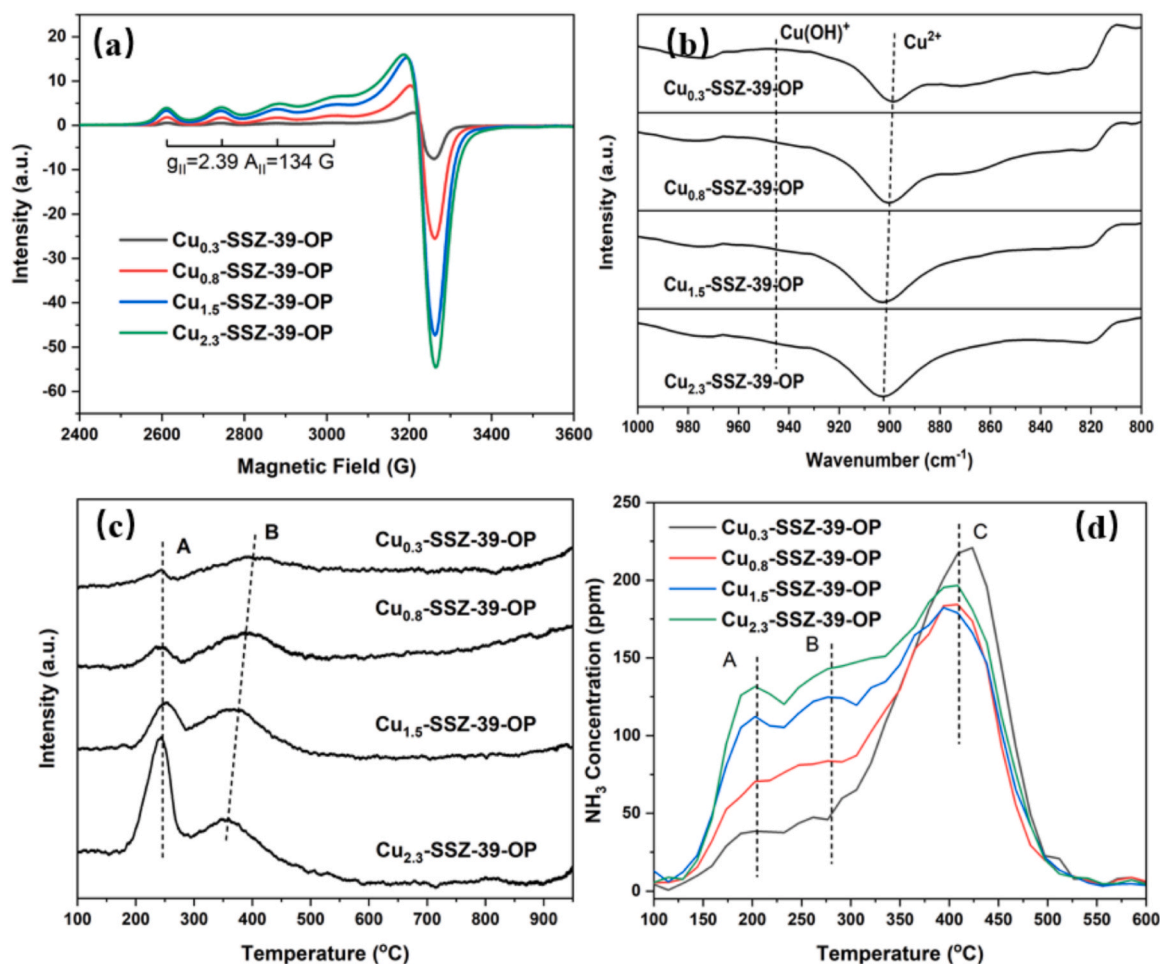 (a)
20
10
0
-10
-20
-30
-40
-50
-60
Intensity (a.u.)
g||=2.39 A||=134 G
Cu0.3-SSZ-39-OP
Cu0.8-SSZ-39-OP
Cu1.5-SSZ-39-OP
Cu2.3-SSZ-39-OP
2400 2600 2800 3000 3200 3400 3600
Magnetic Field (G)
(b)
Cu(OH)+
Cu2+
Cu0.3-SSZ-39-OP
Cu0.8-SSZ-39-OP
Cu1.5-SSZ-39-OP
Cu2.3-SSZ-39-OP
Intensity (a.u.)
1000 980 960 940 920 900 880 860 840 820 800
Wavenumber (cm-1)
(c)
A
B
Cu0.3-SSZ-39-OP
Cu0.8-SSZ-39-OP
Cu1.5-SSZ-39-OP
Cu2.3-SSZ-39-OP
Intensity (a.u.)
100 200 300 400 500 600 700 800 900
Temperature (oC)
(d)
250
200
150
100
50
0
NH3 Concentration (ppm)
Cu0.3-SSZ-39-OP
Cu0.8-SSZ-39-OP
Cu1.5-SSZ-39-OP
Cu2.3-SSZ-39-OP
A
B
C
100 150 200 250 300 350 400 450 500 550 600
Temperature (oC)